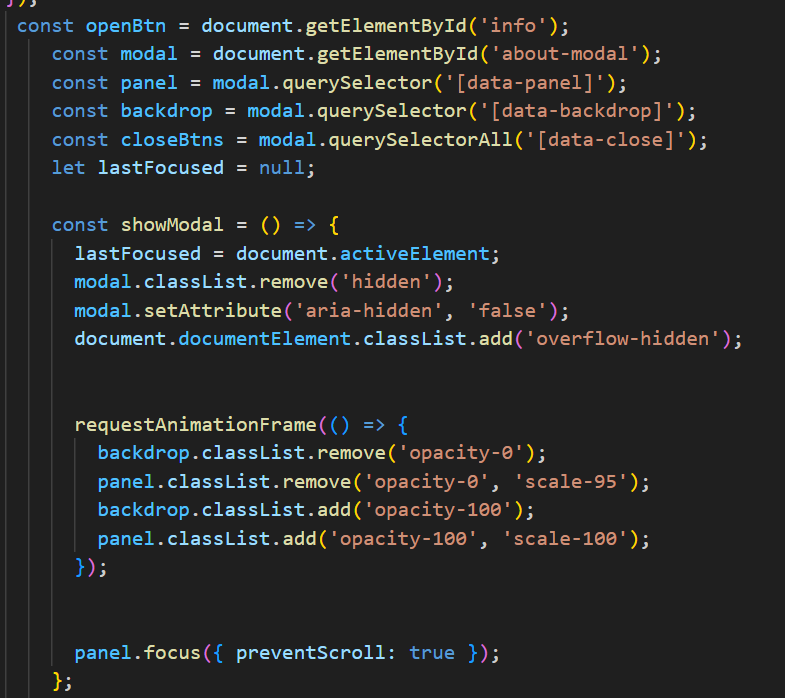 });
const openBtn = document.getElementById('info');
const modal = document.getElementById('about-modal');
const panel = modal.querySelector('[data-panel]');
const backdrop = modal.querySelector('[data-backdrop]');
const closeBtns = modal.querySelectorAll('[data-close]');
let lastFocused = null;
const showModal = () => {
lastFocused = document.activeElement;
modal.classList.remove('hidden');
modal.setAttribute('aria-hidden', 'false');
document.documentElement.classList.add('overflow-hidden');
requestAnimationFrame(() => {
backdrop.classList.remove('opacity-0');
panel.classList.remove('opacity-0', 'scale-95');
backdrop.classList.add('opacity-100');
panel.classList.add('opacity-100', 'scale-100');
});
panel.focus({ preventScroll: true });
};